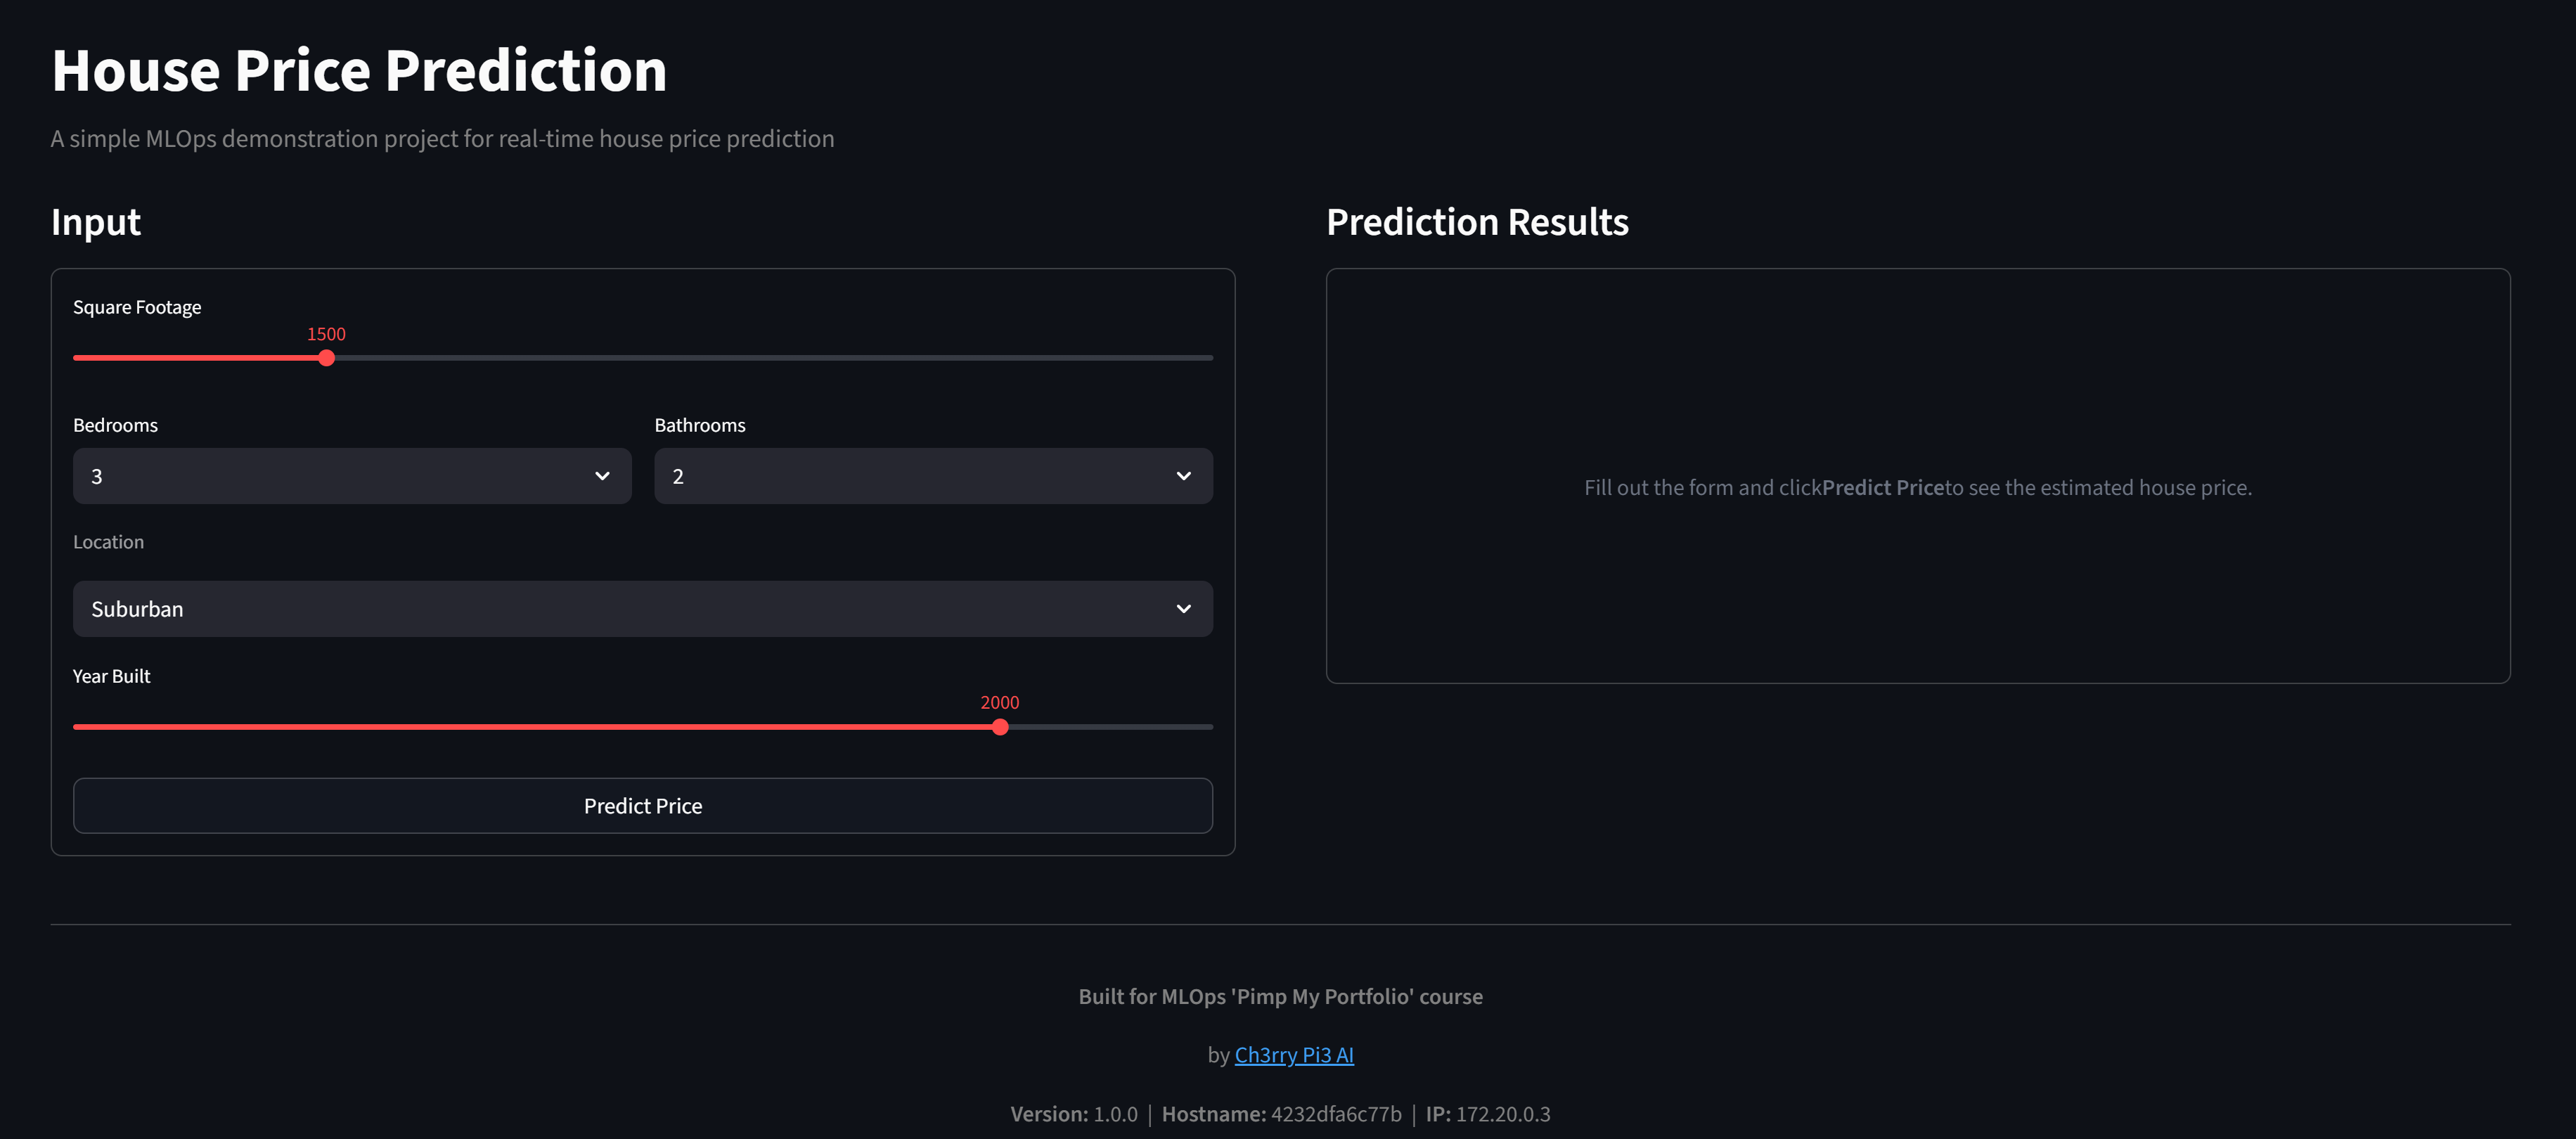 House Price Prediction
A simple MLOps demonstration project for real-time house price prediction
Input
Square Footage
1500
Bedrooms
3
Bathrooms
2
Location
Suburban
Year Built
2000
Predict Price
Prediction Results
Fill out the form and clickPredict Priceto see the estimated house price.
Built for MLOps 'Pimp My Portfolio' course
by Ch3rry Pi3 AI
Version: 1.0.0 | Hostname: 4232dfa6c77b | IP: 172.20.0.3